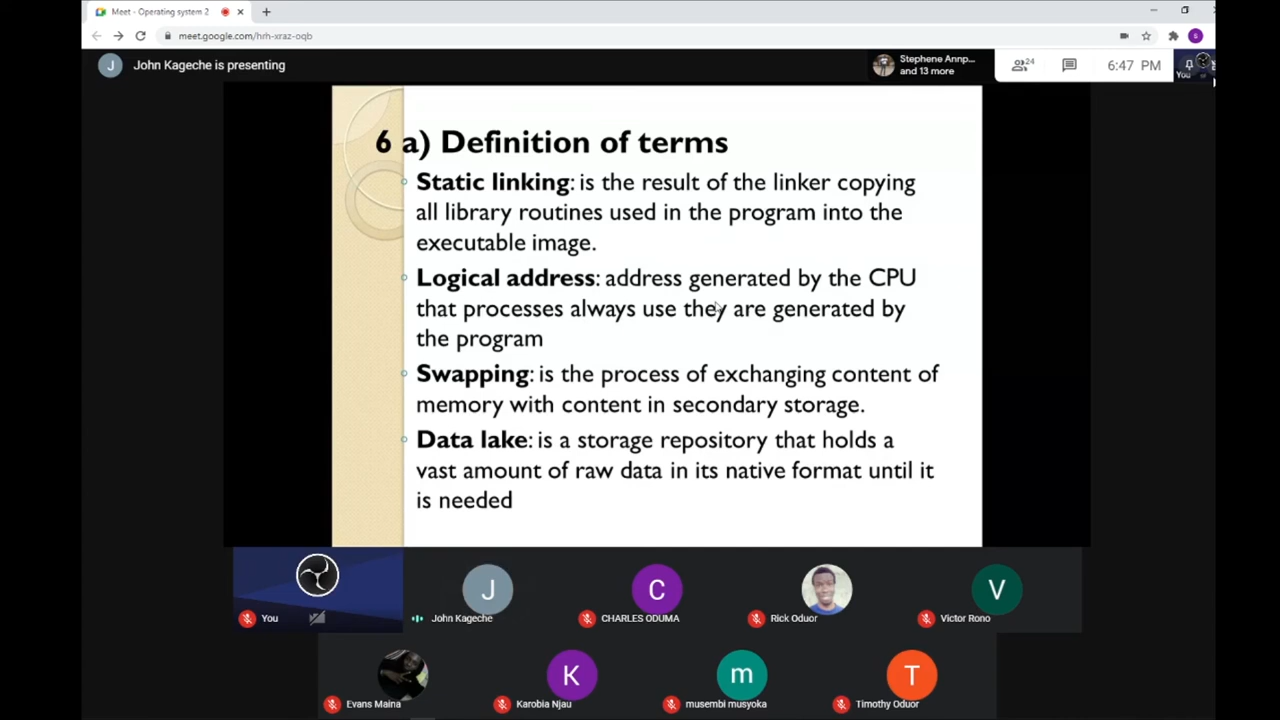 Meet - Operating system 2
meet.google.com/hrh-xraz-oqb
J
John Kageche is presenting
Stephene Annp...
and 13 more
24
6:47 PM
You
6 a) Definition of terms
Static linking: is the result of the linker copying
all library routines used in the program into the
executable image.
Logical address: address generated by the CPU
that processes always use they are generated by
the program
Swapping: is the process of exchanging content of
memory with content in secondary storage.
Data lake: is a storage repository that holds a
vast amount of raw data in its native format until it
is needed
You
J
John Kageche
C
CHARLES ODUMA
Rick Oduor
V
Victor Rono
Evans Maina
K
Karobia Njau
m
musembi musyoka
T
Timothy Oduor